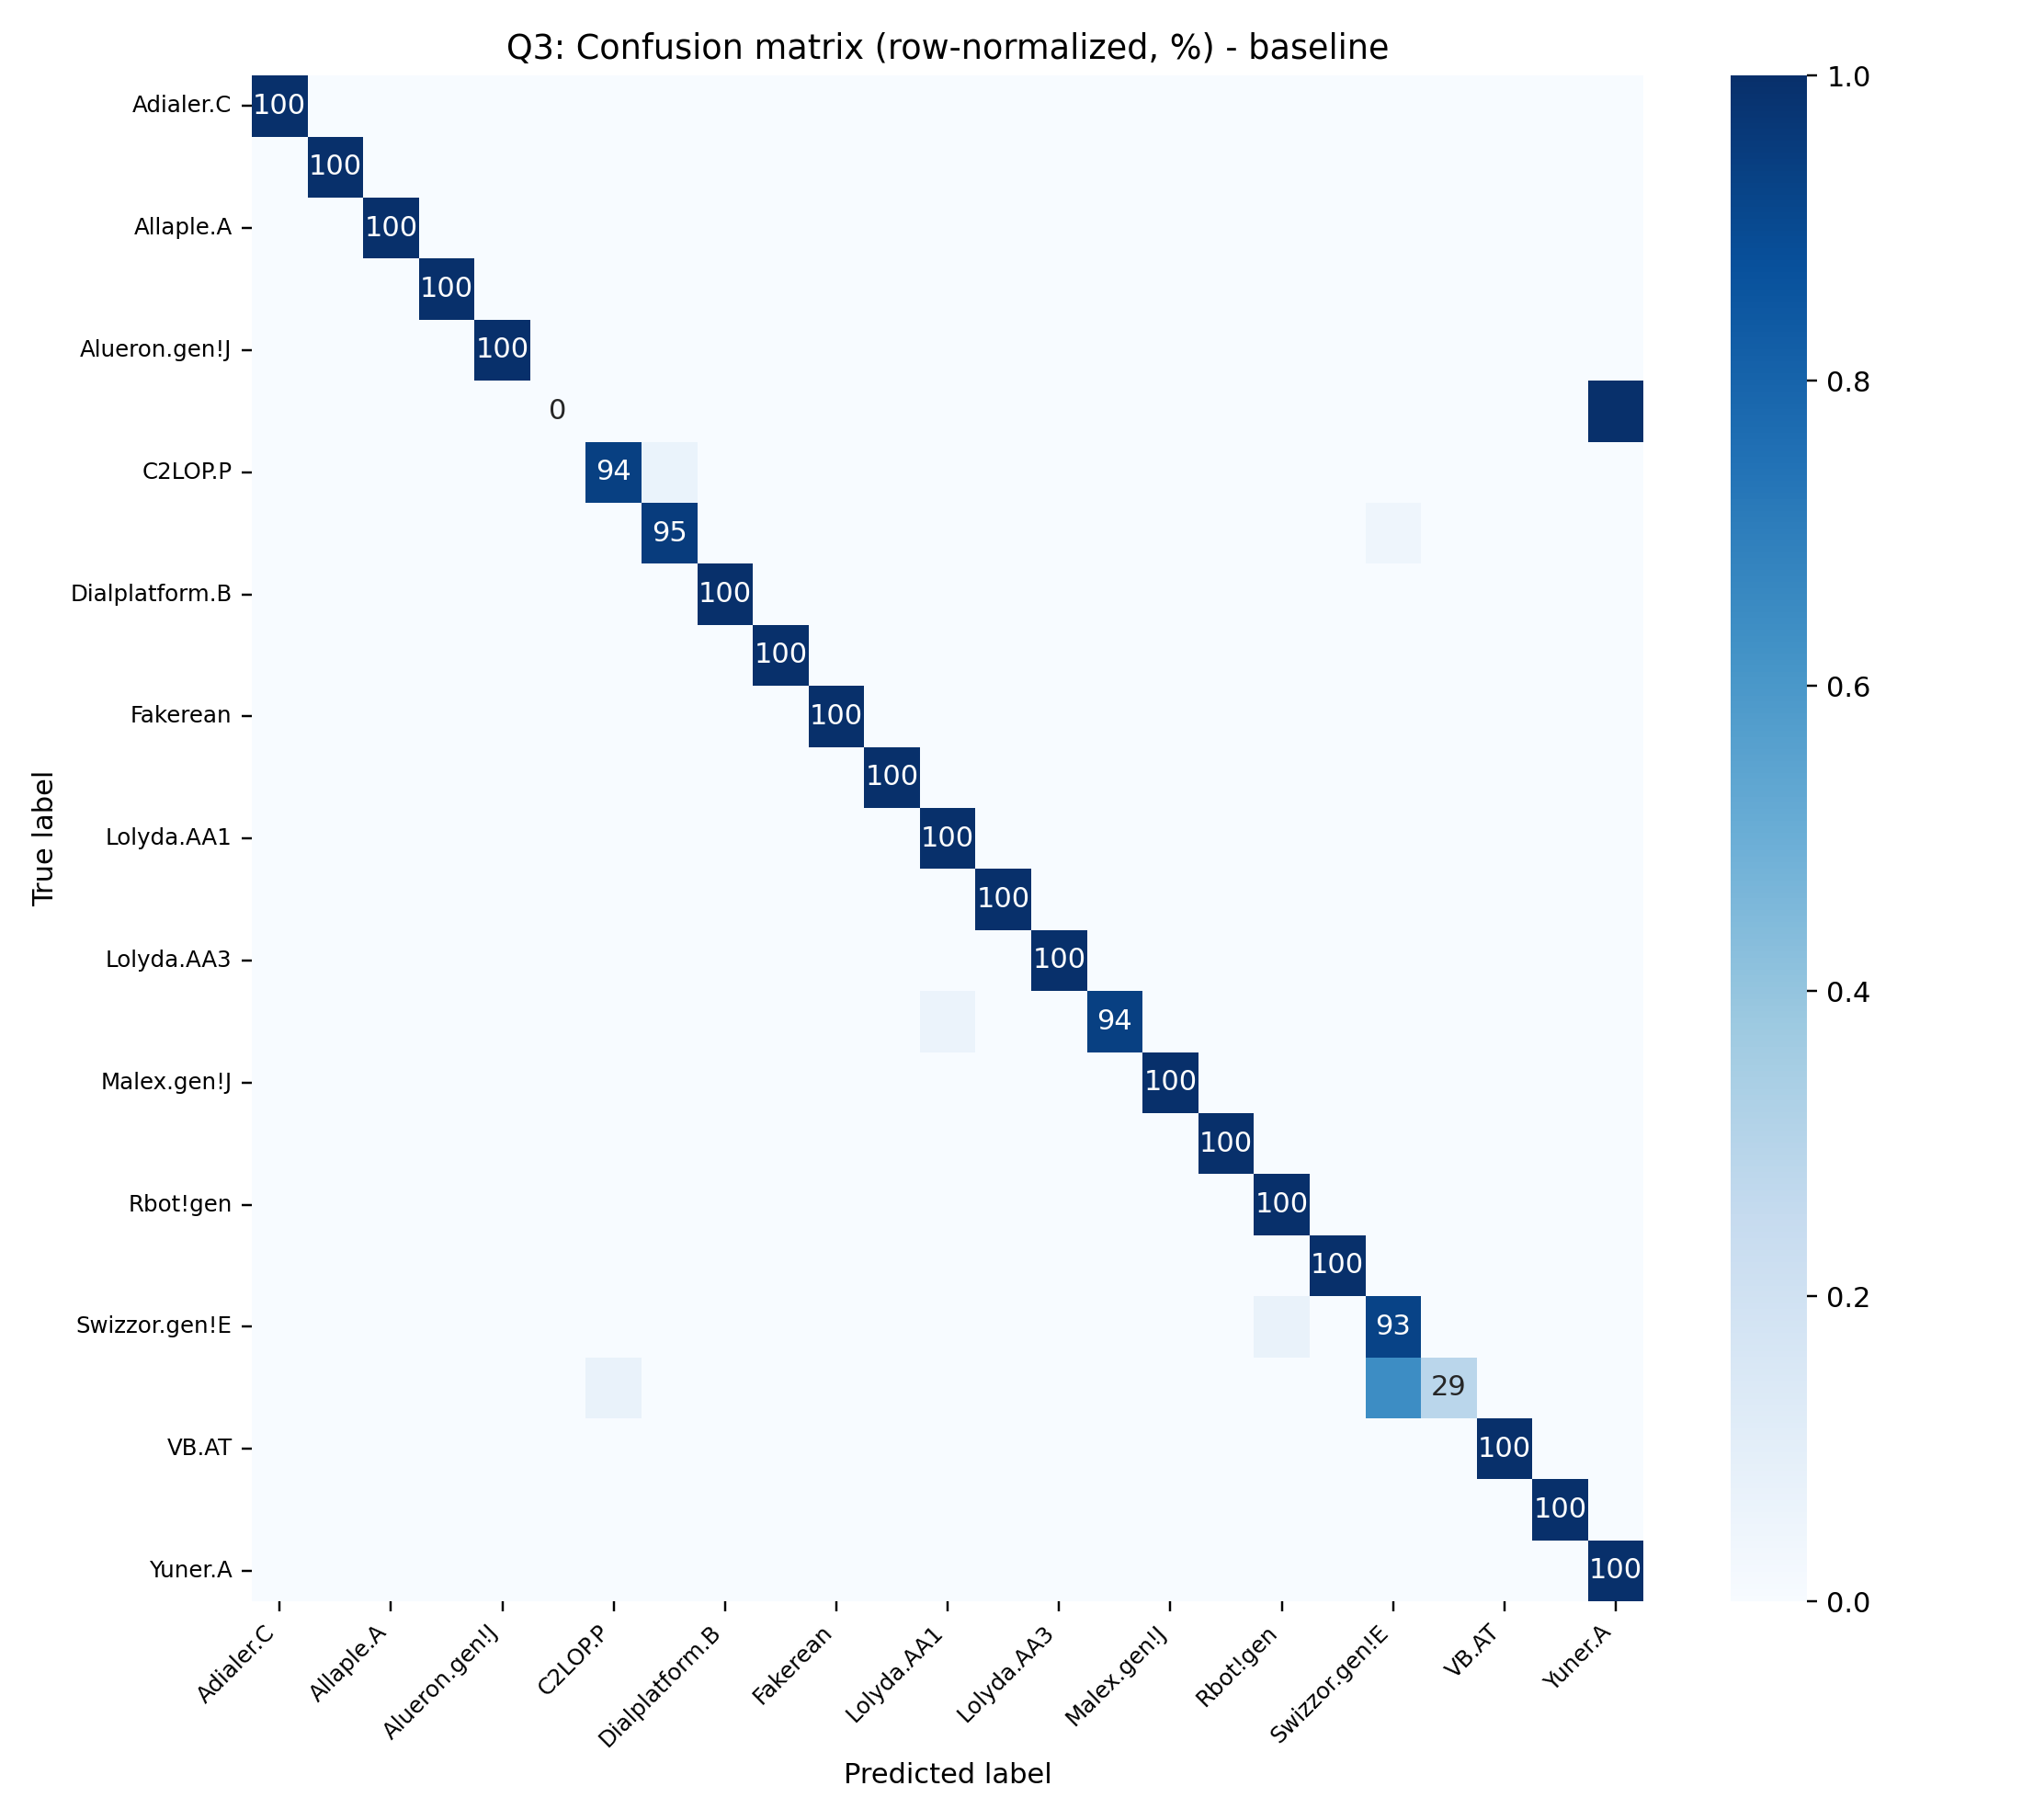 Q3: Confusion matrix (row-normalized, %) - baseline
Adialer.C
100
100
Allaple.A
100
100
Alueron.gen!J
100
0
C2LOP.P
94
95
Dialplatform.B
100
100
Fakerean
100
100
Lolyda.AA1
100
100
Lolyda.AA3
100
94
Malex.gen!J
100
100
Rbot!gen
100
100
Swizzor.gen!E
93
29
VB.AT
100
100
Yuner.A
100
True label
Adialer.C
Allaple.A
Alueron.gen!J
C2LOP.P
Dialplatform.B
Fakerean
Lolyda.AA1
Lolyda.AA3
Malex.gen!J
Rbot!gen
Swizzor.gen!E
VB.AT
Yuner.A
Predicted label
1.0
0.8
0.6
0.4
0.2
0.0